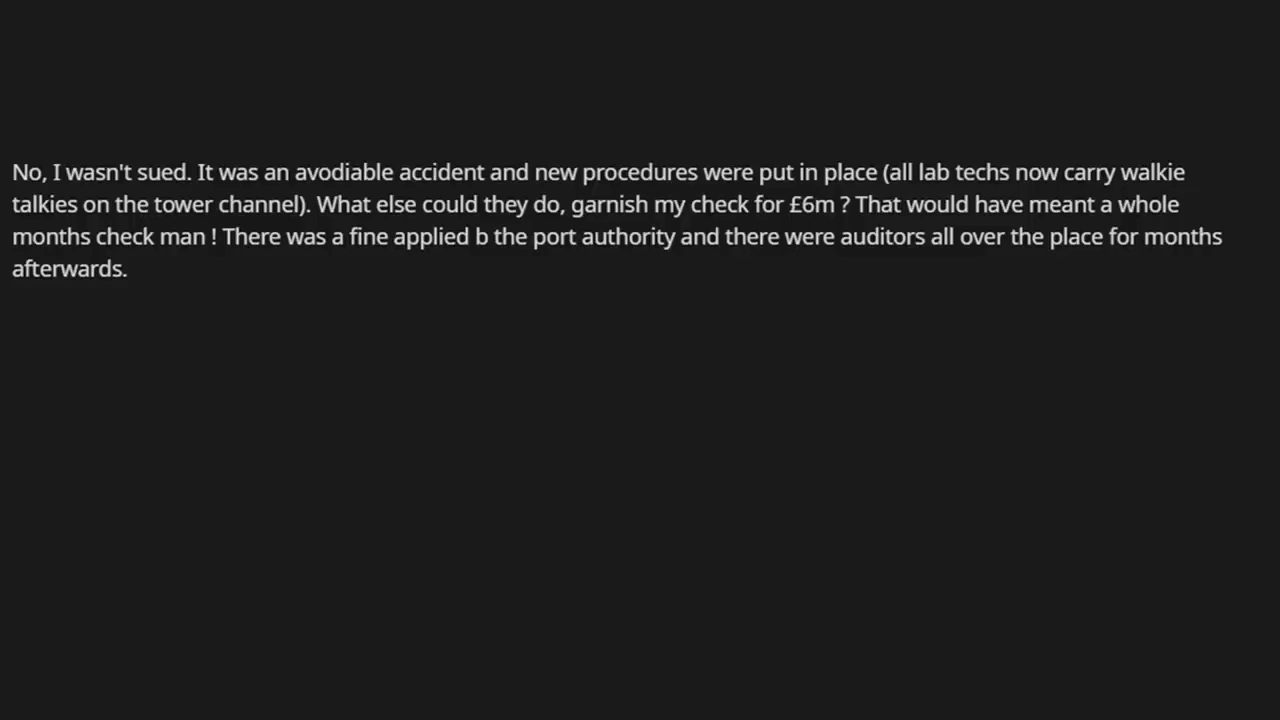 No, I wasn't sued. It was an avodiable accident and new procedures were put in place (all lab techs now carry walkie
talkies on the tower channel). What else could they do, garnish my check for £6m ? That would have meant a whole
months check man ! There was a fine applied b the port authority and there were auditors all over the place for months
afterwards.